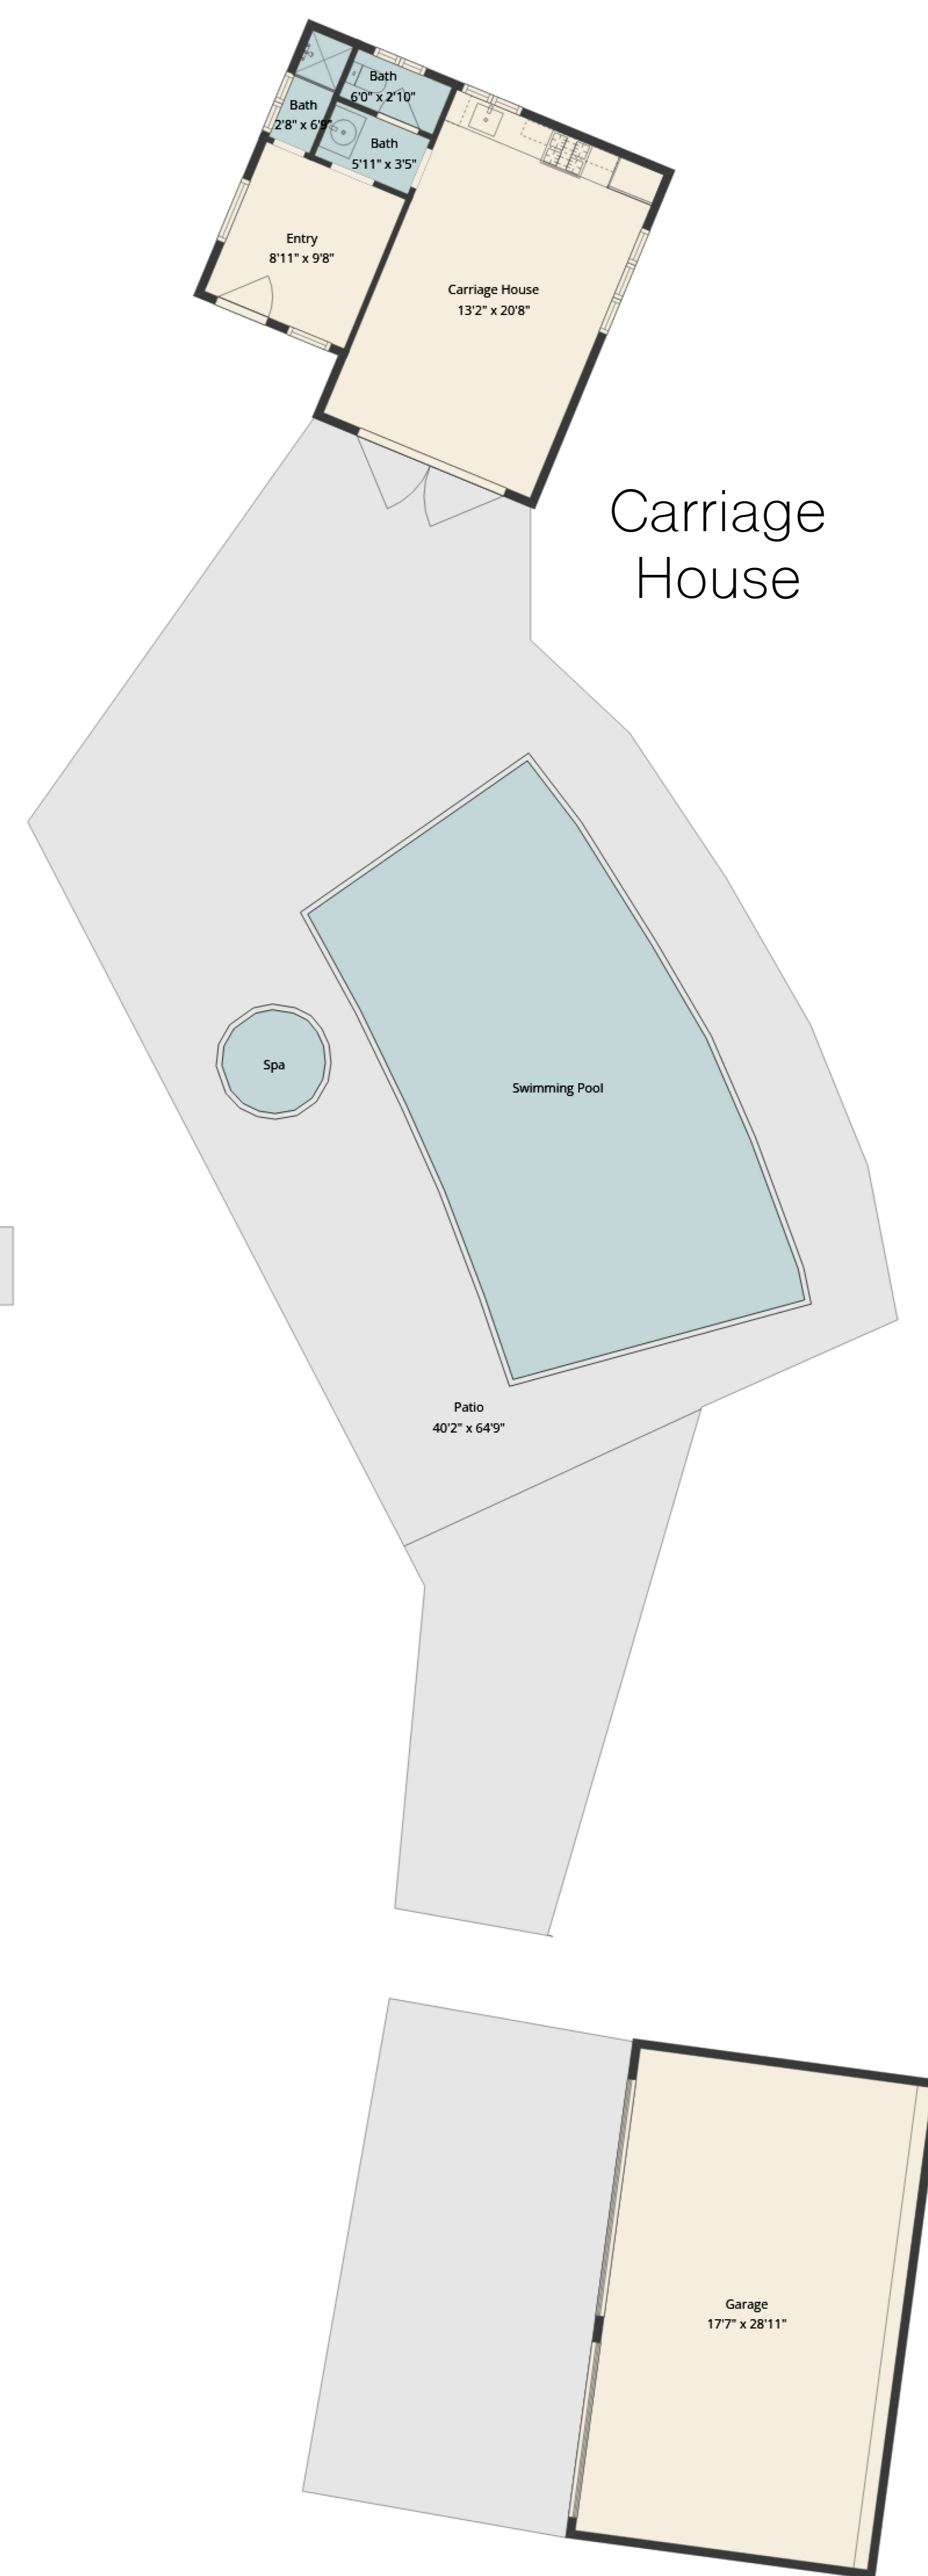 Bath
6'0" x 2'10"
Bath
2'8" x 6'9"
Bath
5'11" x 3'5"
Entry
8'11" x 9'8"
Carriage House
13'2" x 20'8"
Carriage
House
Spa
Swimming Pool
Patio
40'2" x 64'9"
Garage
17'7" x 28'11"